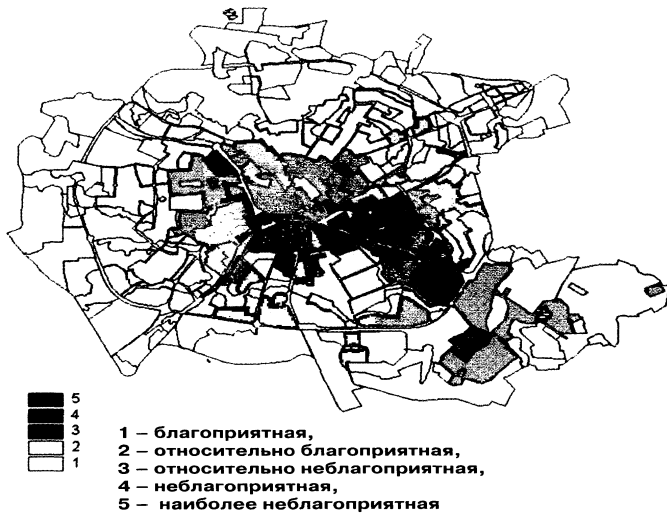 5
4
3
2
1
1 – благоприятная,
2 – относительно благоприятная,
3 – относительно неблагоприятная,
4 – неблагоприятная,
5 – наиболее неблагоприятная